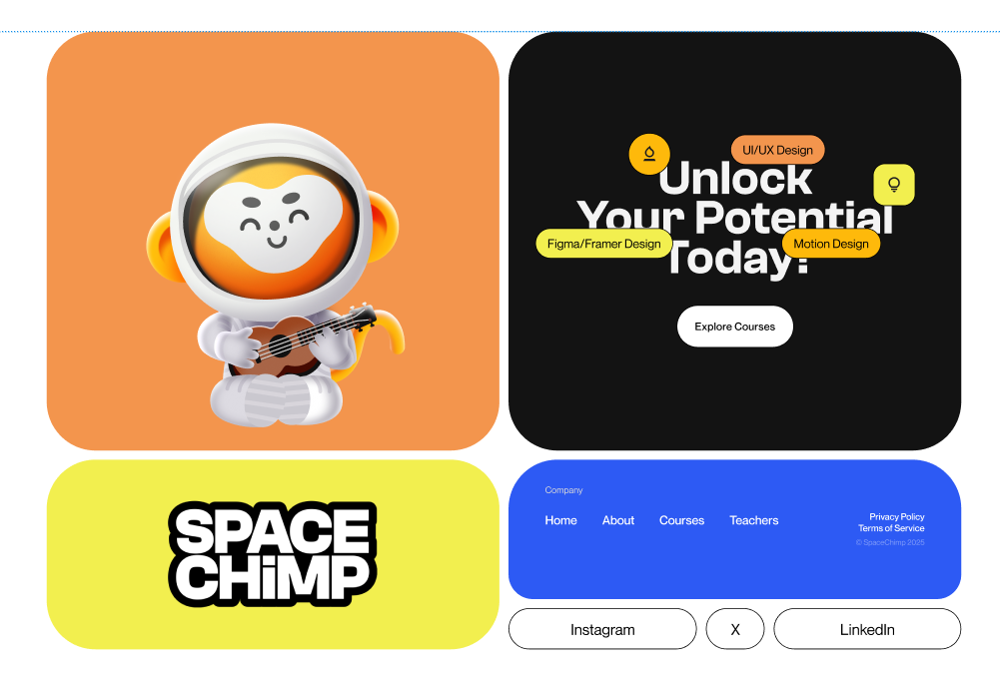 UI/UX Design
Unlock
Your Potential
Figma/Framer Design
Motion Design
Today!
Explore Courses
SPACE
CHiMP
Company
Home About Courses Teachers
Privacy Policy
Terms of Service
© SpaceChimp 2025
Instagram
X
LinkedIn